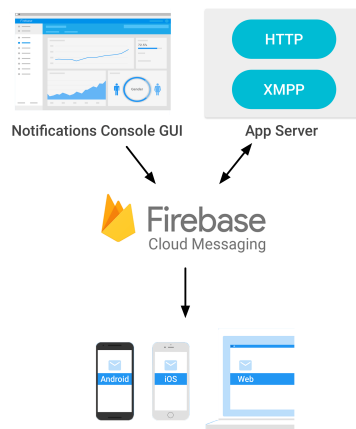 HTTP
XMPP
Notifications Console GUI
App Server
Firebase
Cloud Messaging
Android
iOS
Web